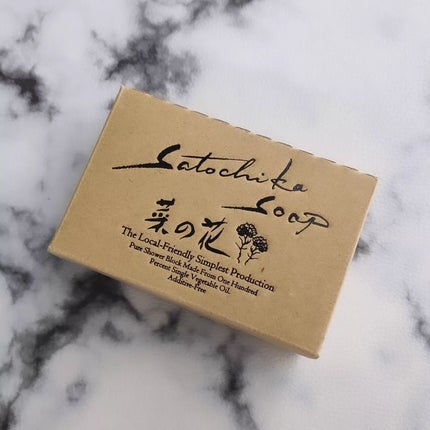 Satochika
Soap
菜の花
The Local-Friendly Simplest Production
Pure Shower Block Made From One Hundred
Percent Single Vegetable Oil.
Additive-Free